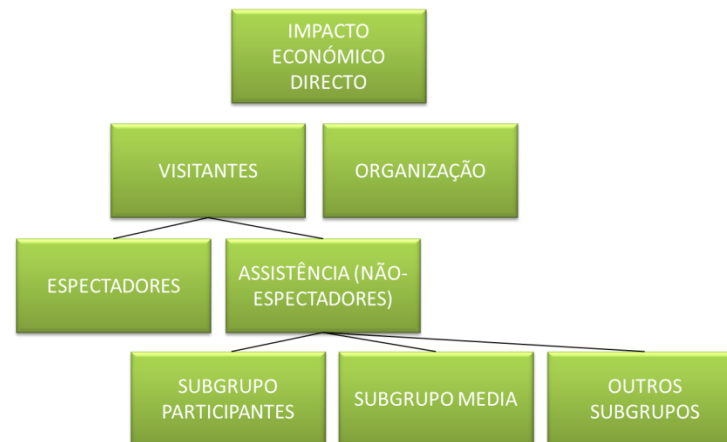 IMPACTO
ECONÓMICO
DIRECTO
VISITANTES
ORGANIZAÇÃO
ESPECTADORES
ASSISTÊNCIA (NÃO-
ESPECTADORES)
SUBGRUPO
PARTICIPANTES
SUBGRUPO MEDIA
OUTROS
SUBGRUPOS